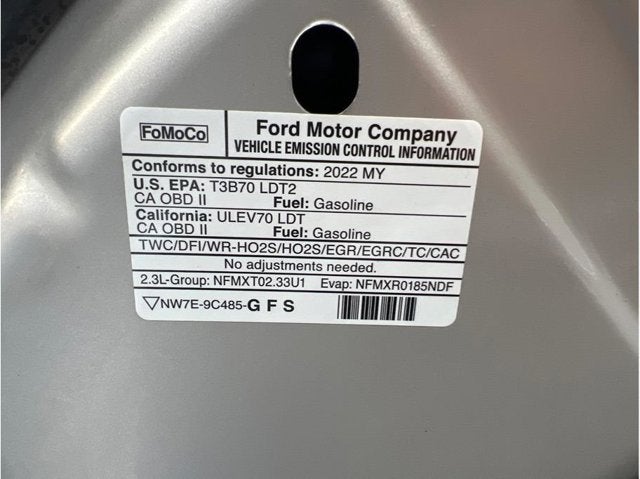 FoMoCo
Ford Motor Company
VEHICLE EMISSION CONTROL INFORMATION
Conforms to regulations: 2022 MY
U.S. EPA: T3B70 LDT2
CA OBD II Fuel: Gasoline
California: ULEV70 LDT
CA OBD II Fuel: Gasoline
TWC/DFI/WR-HO2S/HO2S/EGR/EGRC/TC/CAC
No adjustments needed.
2.3L-Group: NFMXT02.33U1 Evap: NFMXR0185NDF
NW7E-9C485-G F S